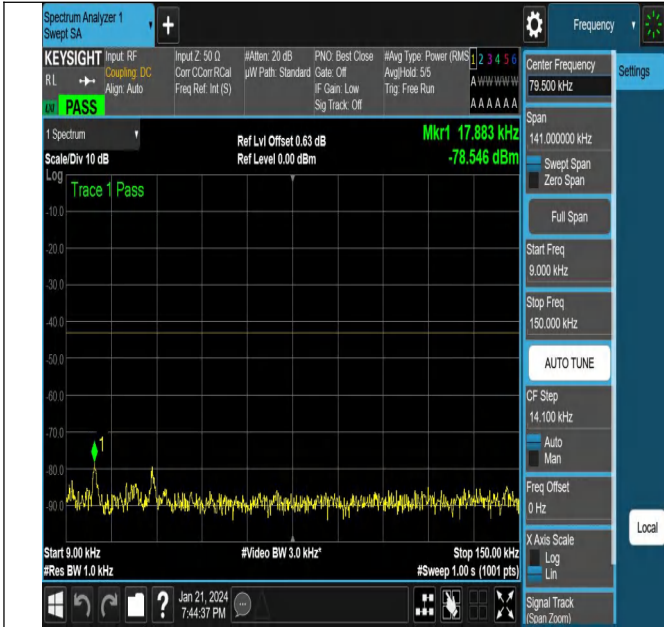 Spectrum Analyzer 1
Swept SA
Frequency
KEYSIGHT
RL
PASS
Input: RF
Coupling: DC
Align: Auto
Input Z: 50 Ω
Corr CCorr RCal
Freq Ref: Int (S)
#Atten: 20 dB
µW Path: Standard
PNO: Best Close
Gate: Off
IF Gain: Low
Sig Track: Off
#Avg Type: Power (RMS
Avg|Hold: 5/5
Trig: Free Run
1 2 3 4 5 6
A W W W W W
A A A A A A
1 Spectrum
Scale/Div 10 dB
Ref Lvl Offset 0.63 dB
Ref Level 0.00 dBm
Mkr1 17.883 kHz
-78.546 dBm
Log
Trace 1 Pass
-10.0
-20.0
-30.0
-40.0
-50.0
-60.0
-70.0
-80.0
-90.0
1
Start 9.00 kHz
#Res BW 1.0 kHz
#Video BW 3.0 kHz*
Stop 150.00 kHz
#Sweep 1.00 s (1001 pts)
Jan 21, 2024
7:44:37 PM
Center Frequency
79.500 kHz
Settings
Span
141.000000 kHz
Swept Span
Zero Span
Full Span
Start Freq
9.000 kHz
Stop Freq
150.000 kHz
AUTO TUNE
CF Step
14.100 kHz
Auto
Man
Freq Offset
0 Hz
Local
X Axis Scale
Log
Lin
Signal Track
(Span Zoom)